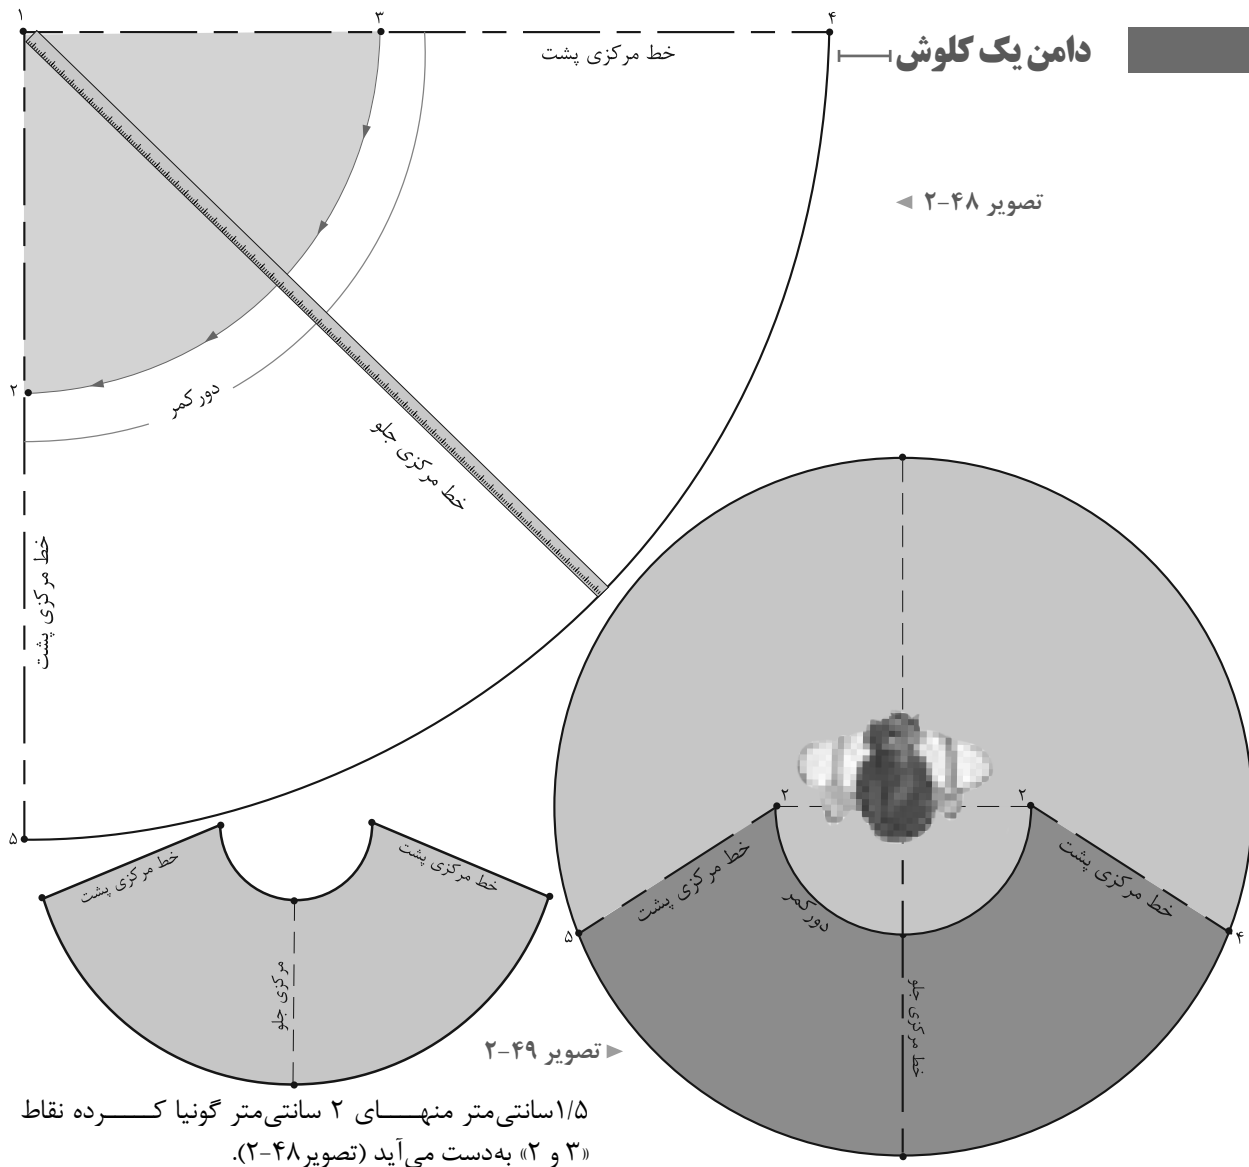 دامن یک کلوش
۱
۳
۴
خط مرکزی پشت
تصویر ۴۸-۲
۲
دور کمر
خط مرکزی جلو
خط مرکزی پشت
۵
۲
۲
خط مرکزی پشت
خط مرکزی پشت
دور کمر
۵
۴
خط مرکزی جلو
خط مرکزی پشت
خط مرکزی پشت
مرکزی جلو
تصویر ۴۹-۲
۱/۵سانتی‌متر منهـــای ۲ سانتی‌متر گونیا کـــــرده نقاط
«۳ و ۲» به‌دست می‌آید (تصویر۴۸-۲).